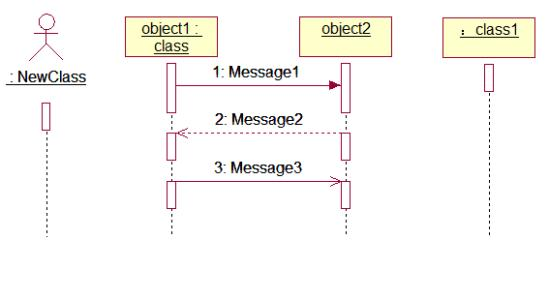 object1 :
class
object2
： class1
: NewClass
1: Message1
2: Message2
3: Message3